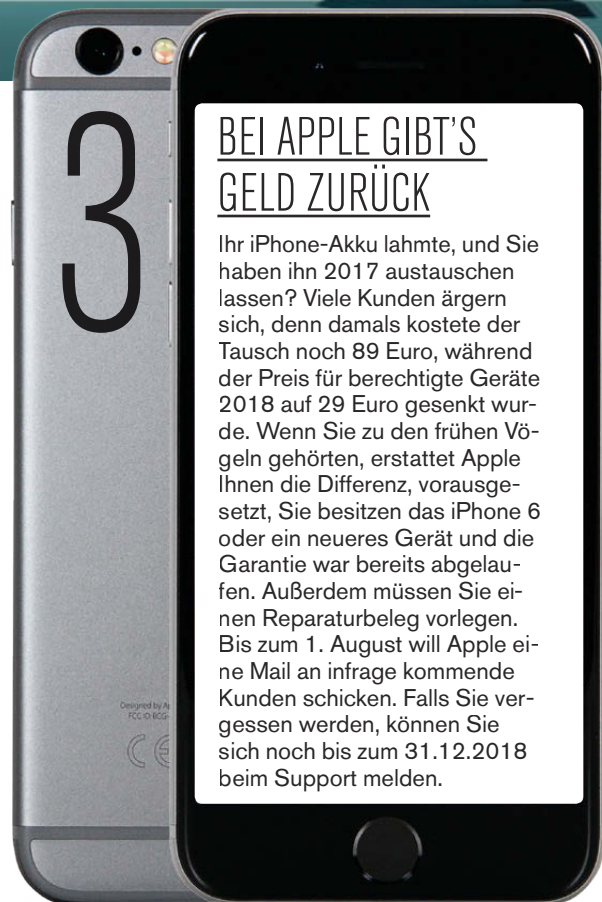 3
BEI APPLE GIBT'S
GELD ZURÜCK
Ihr iPhone-Akku lahmte, und Sie
haben ihn 2017 austauschen
lassen? Viele Kunden ärgern
sich, denn damals kostete der
Tausch noch 89 Euro, während
der Preis für berechtigte Geräte
2018 auf 29 Euro gesenkt wur-
de. Wenn Sie zu den frühen Vö-
geln gehörten, erstattet Apple
Ihnen die Differenz, vorausge-
setzt, Sie besitzen das iPhone 6
oder ein neueres Gerät und die
Garantie war bereits abgelau-
fen. Außerdem müssen Sie ei-
nen Reparaturbeleg vorlegen.
Bis zum 1. August will Apple ei-
ne Mail an infrage kommende
Kunden schicken. Falls Sie ver-
gessen werden, können Sie
sich noch bis zum 31.12.2018
beim Support melden.
Designed by
FCC ID: BCG-
CE